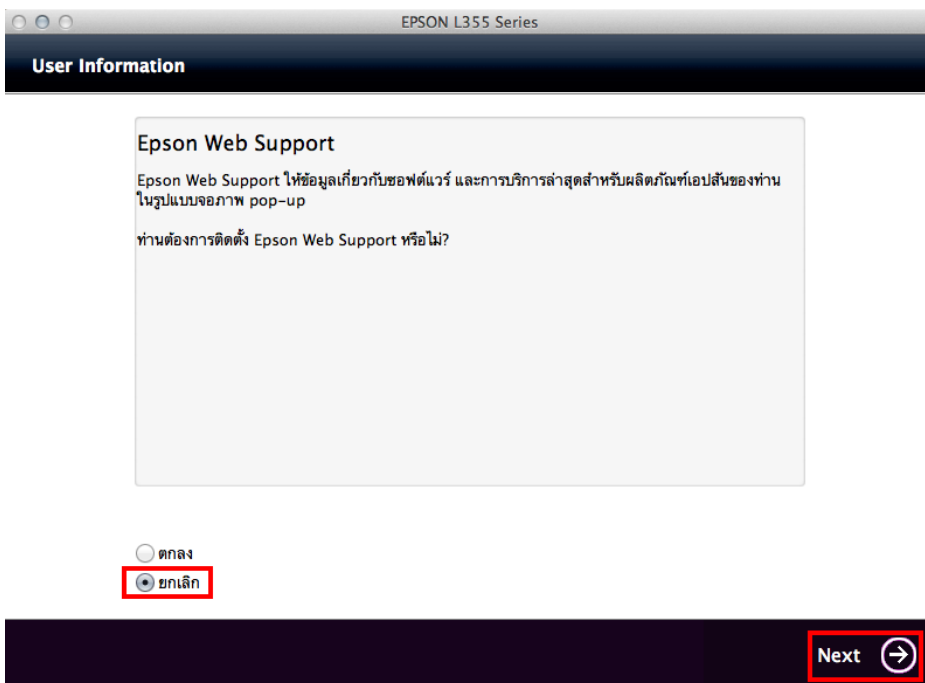 EPSON L355 Series
User Information
Epson Web Support
Epson Web Support ให้ข้อมูลเกี่ยวกับซอฟต์แวร์ และการบริการล่าสุดสำหรับผลิตภัณฑ์เอปสันของท่าน
ในรูปแบบจอภาพ pop-up
ท่านต้องการติดตั้ง Epson Web Support หรือไม่?
ตกลง
ยกเลิก
Next